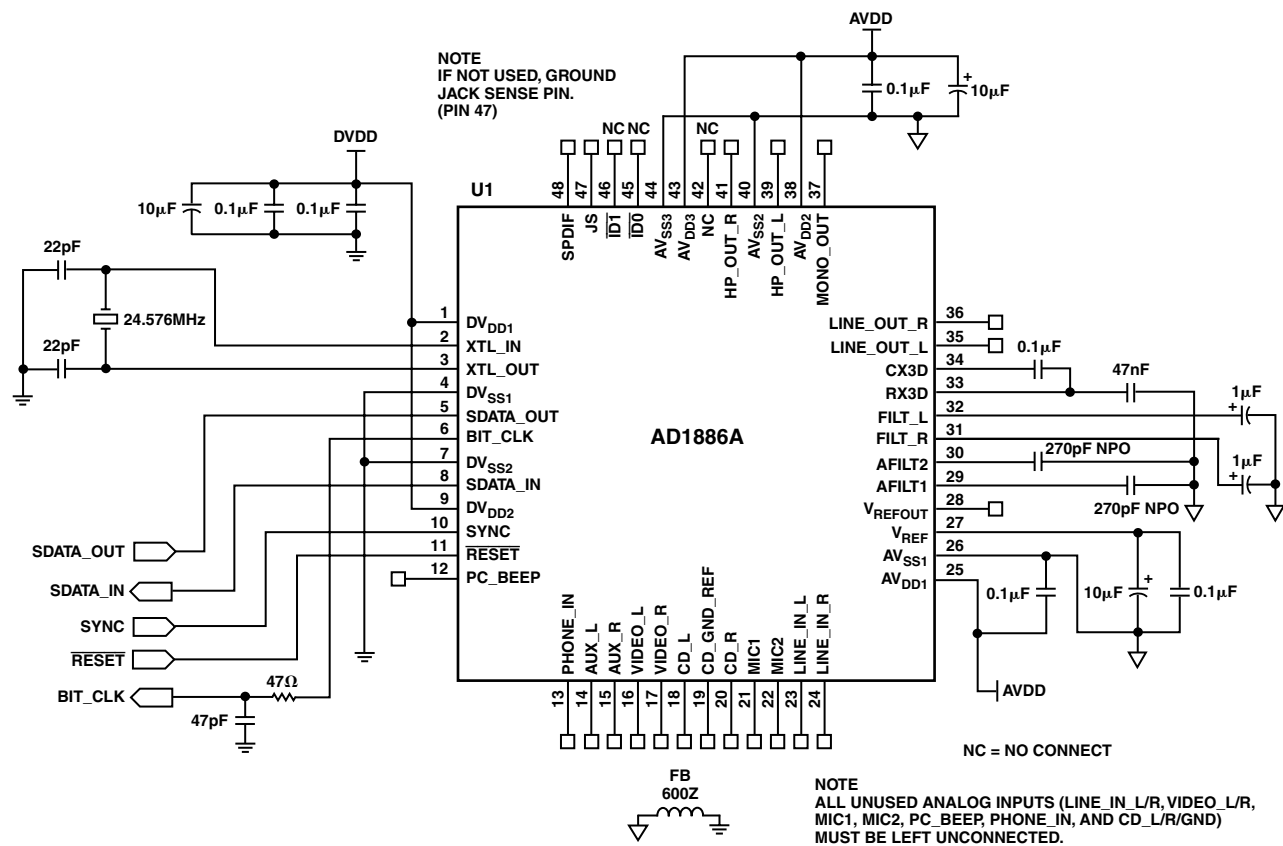 AVDD
NOTE
IF NOT USED, GROUND
JACK SENSE PIN.
(PIN 47)
0.1μF
+
10μF
NC NC
NC
DVDD
U1
48
47
46
45
44
43
42
41
40
39
38
37
10μF
0.1μF
0.1μF
SPDIF
JS
ID1
ID0
AVSS3
AVDD3
NC
HP_OUT_R
AVSS2
HP_OUT_L
AVDD2
MONO_OUT
22pF
24.576MHz
22pF
1 DVDD1
2 XTL_IN
3 XTL_OUT
4 DVSS1
5 SDATA_OUT
6 BIT_CLK
7 DVSS2
8 SDATA_IN
9 DVDD2
10 SYNC
11 RESET
12 PC_BEEP
AD1886A
LINE_OUT_R 36
LINE_OUT_L 35
CX3D 34
RX3D 33
FILT_L 32
FILT_R 31
AFILT2 30
AFILT1 29
VREFOUT 28
VREF 27
AVSS1 26
AVDD1 25
0.1μF
47nF
1μF
+
270pF NPO
1μF
+
270pF NPO
0.1μF
10μF
+
0.1μF
AVDD
SDATA_OUT
SDATA_IN
SYNC
RESET
BIT_CLK
47Ω
47pF
PHONE_IN
AUX_L
AUX_R
VIDEO_L
VIDEO_R
CD_L
CD_GND_REF
CD_R
MIC1
MIC2
LINE_IN_L
LINE_IN_R
13
14
15
16
17
18
19
20
21
22
23
24
NC = NO CONNECT
FB
600Z
NOTE
ALL UNUSED ANALOG INPUTS (LINE_IN_L/R, VIDEO_L/R,
MIC1, MIC2, PC_BEEP, PHONE_IN, AND CD_L/R/GND)
MUST BE LEFT UNCONNECTED.